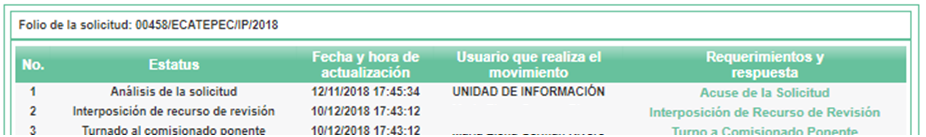 Folio de la solicitud: 00458/ECATEPEC/IP/2018
No. Estatus Fecha y hora de actualización Usuario que realiza el movimiento Requerimientos y respuesta
1 Análisis de la solicitud 12/11/2018 17:45:34 UNIDAD DE INFORMACIÓN Acuse de la Solicitud
2 Interposición de recurso de revisión 10/12/2018 17:43:12 Interposición de Recurso de Revisión
3 Turnado al comisionado ponente 10/12/2018 17:43:12 Turno a Comisionado Ponente